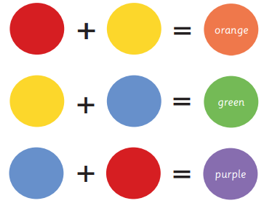 + = orange
+ = green
+ = purple